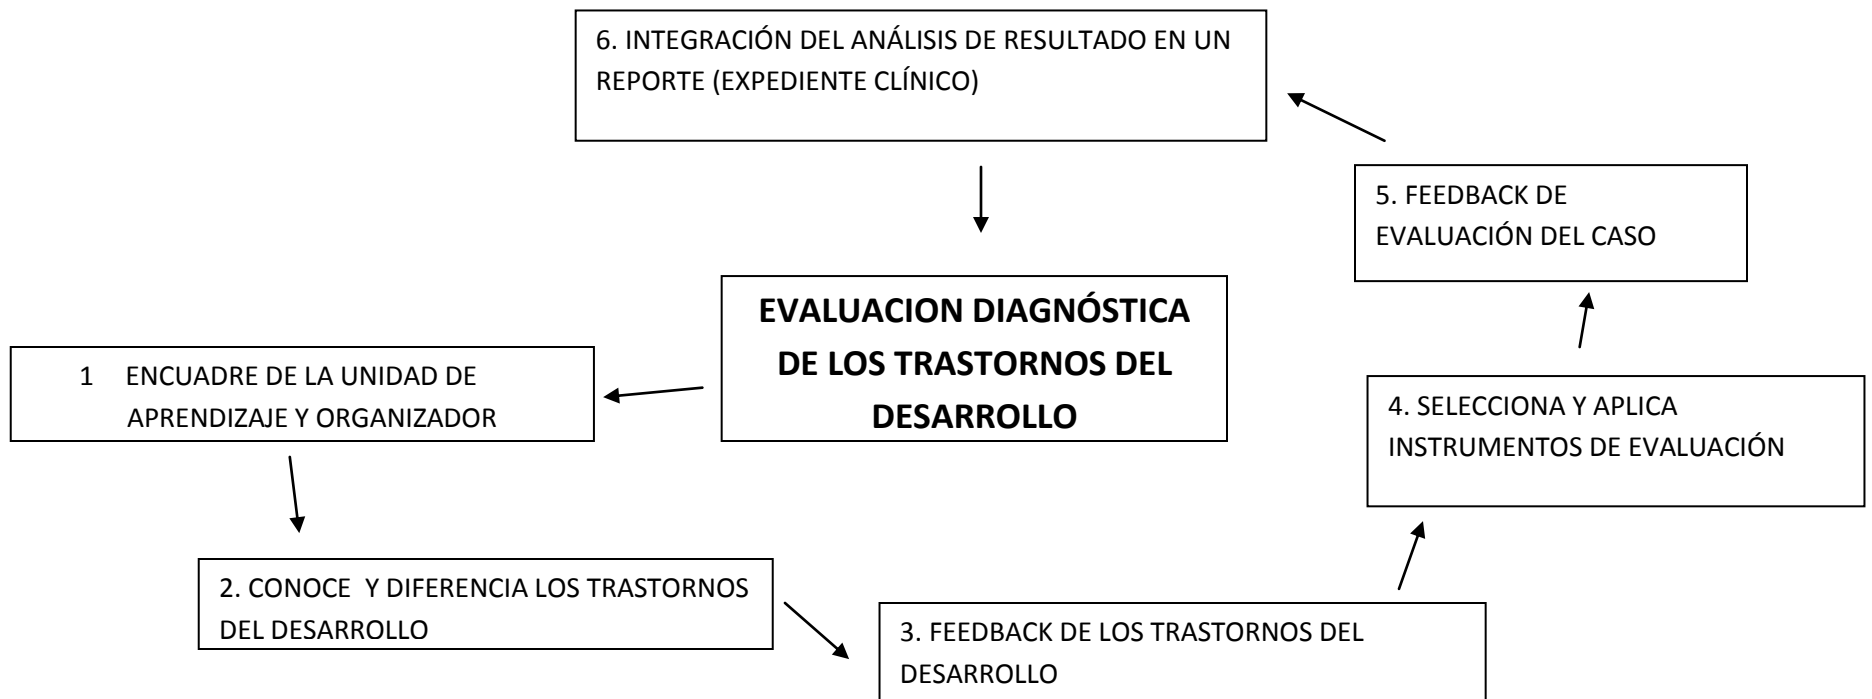 6. INTEGRACIÓN DEL ANÁLISIS DE RESULTADO EN UN
REPORTE (EXPEDIENTE CLÍNICO)
5. FEEDBACK DE
EVALUACIÓN DEL CASO
EVALUACION DIAGNÓSTICA
DE LOS TRASTORNOS DEL
DESARROLLO
1 ENCUADRE DE LA UNIDAD DE
APRENDIZAJE Y ORGANIZADOR
4. SELECCIONA Y APLICA
INSTRUMENTOS DE EVALUACIÓN
2. CONOCE Y DIFERENCIA LOS TRASTORNOS
DEL DESARROLLO
3. FEEDBACK DE LOS TRASTORNOS DEL
DESARROLLO